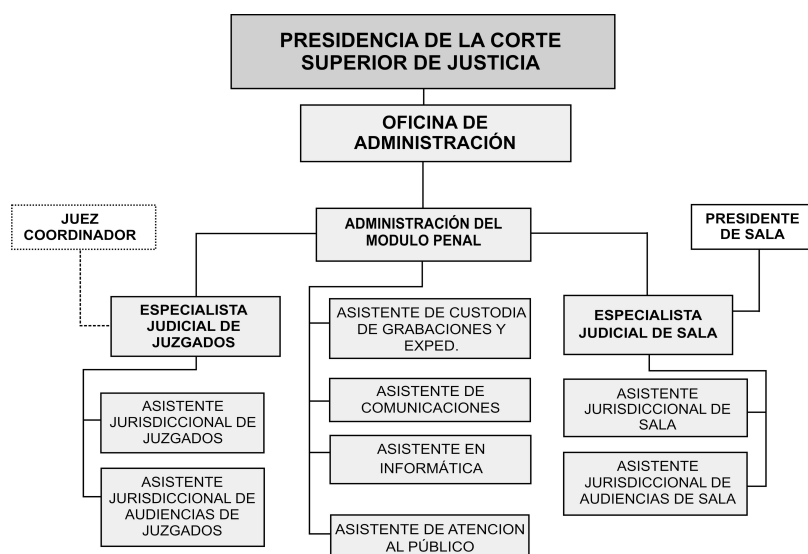 PRESIDENCIA DE LA CORTE
SUPERIOR DE JUSTICIA
OFICINA DE
ADMINISTRACIÓN
JUEZ
COORDINADOR
ADMINISTRACIÓN DEL
MODULO PENAL
PRESIDENTE
DE SALA
ESPECIALISTA
JUDICIAL DE
JUZGADOS
ASISTENTE DE CUSTODIA
DE GRABACIONES Y
EXPED.
ESPECIALISTA
JUDICIAL DE SALA
ASISTENTE
JURISDICCIONAL DE
JUZGADOS
ASISTENTE DE
COMUNICACIONES
ASISTENTE
JURISDICCIONAL DE
SALA
ASISTENTE
JURISDICCIONAL DE
AUDIENCIAS DE
JUZGADOS
ASISTENTE EN
INFORMÁTICA
ASISTENTE
JURISDICCIONAL DE
AUDIENCIAS DE SALA
ASISTENTE DE ATENCION
AL PÚBLICO